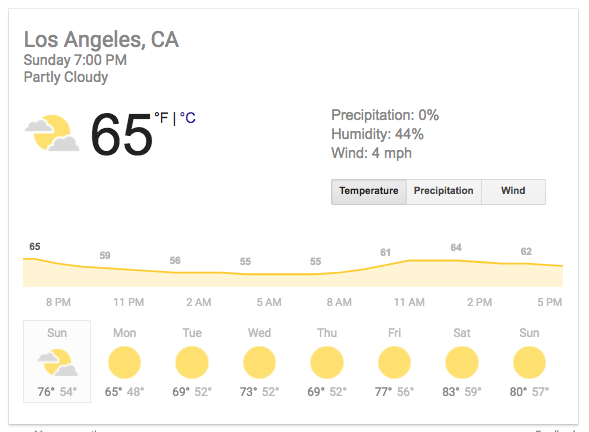 Los Angeles, CA
Sunday 7:00 PM
Partly Cloudy
65 °F | °C
Precipitation: 0%
Humidity: 44%
Wind: 4 mph
Temperature Precipitation Wind
65 59 56 55 55 61 64 62
8 PM 11 PM 2 AM 5 AM 8 AM 11 AM 2 PM 5 PM
Sun Mon Tue Wed Thu Fri Sat Sun
76° 54° 65° 48° 69° 52° 73° 52° 69° 52° 77° 56° 83° 59° 80° 57°